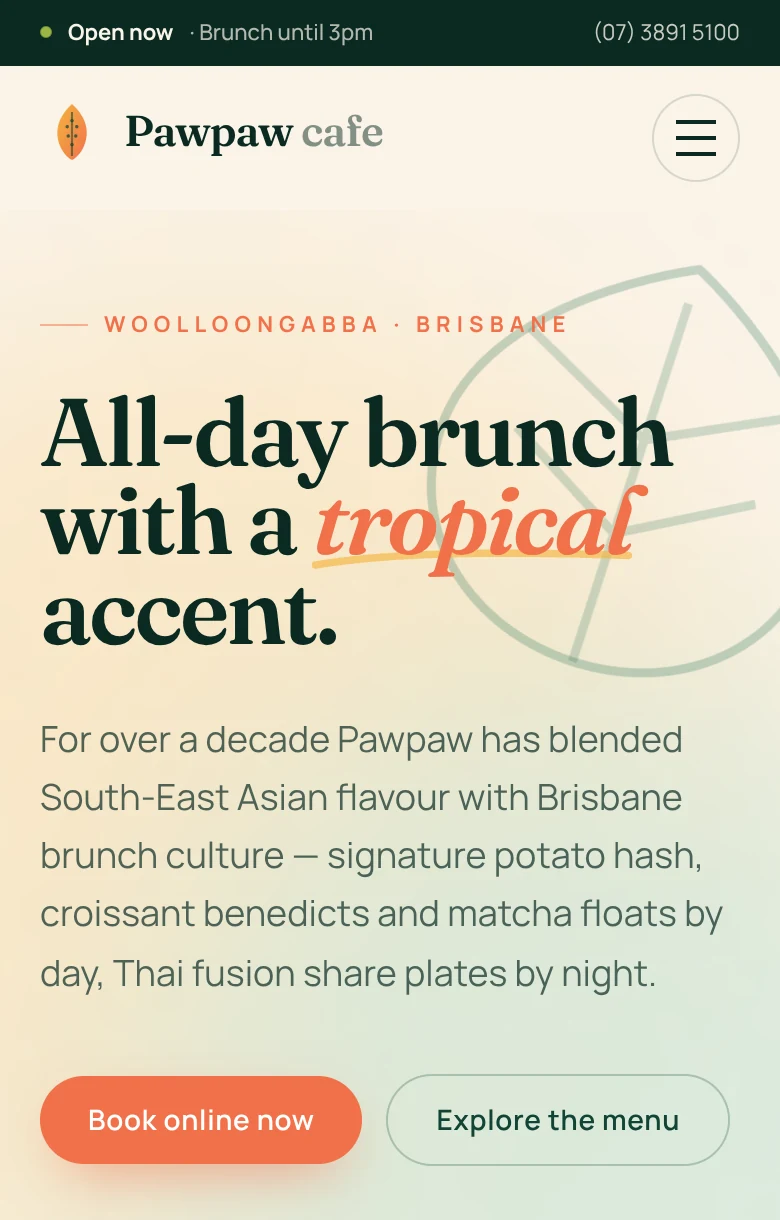 Open now · Brunch until 3pm
(07) 3891 5100
Pawpaw cafe
WOOLLOONGABBA · BRISBANE
All-day brunch
with a tropical
accent.
For over a decade Pawpaw has blended
South-East Asian flavour with Brisbane
brunch culture — signature potato hash,
croissant benedicts and matcha floats by
day, Thai fusion share plates by night.
Book online now
Explore the menu